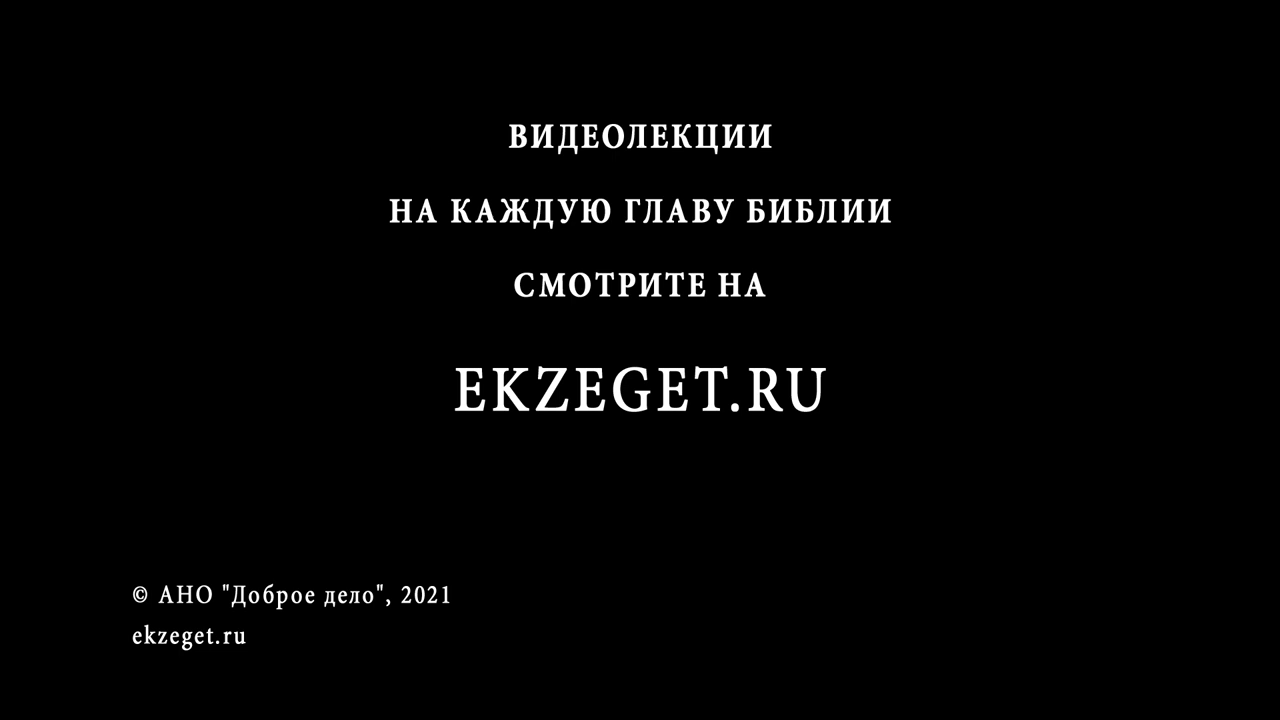 ВИДЕОЛЕКЦИИ
НА КАЖДУЮ ГЛАВУ БИБЛИИ
СМОТРИТЕ НА
EKZEGET.RU
© АНО "Доброе дело", 2021
ekzeget.ru